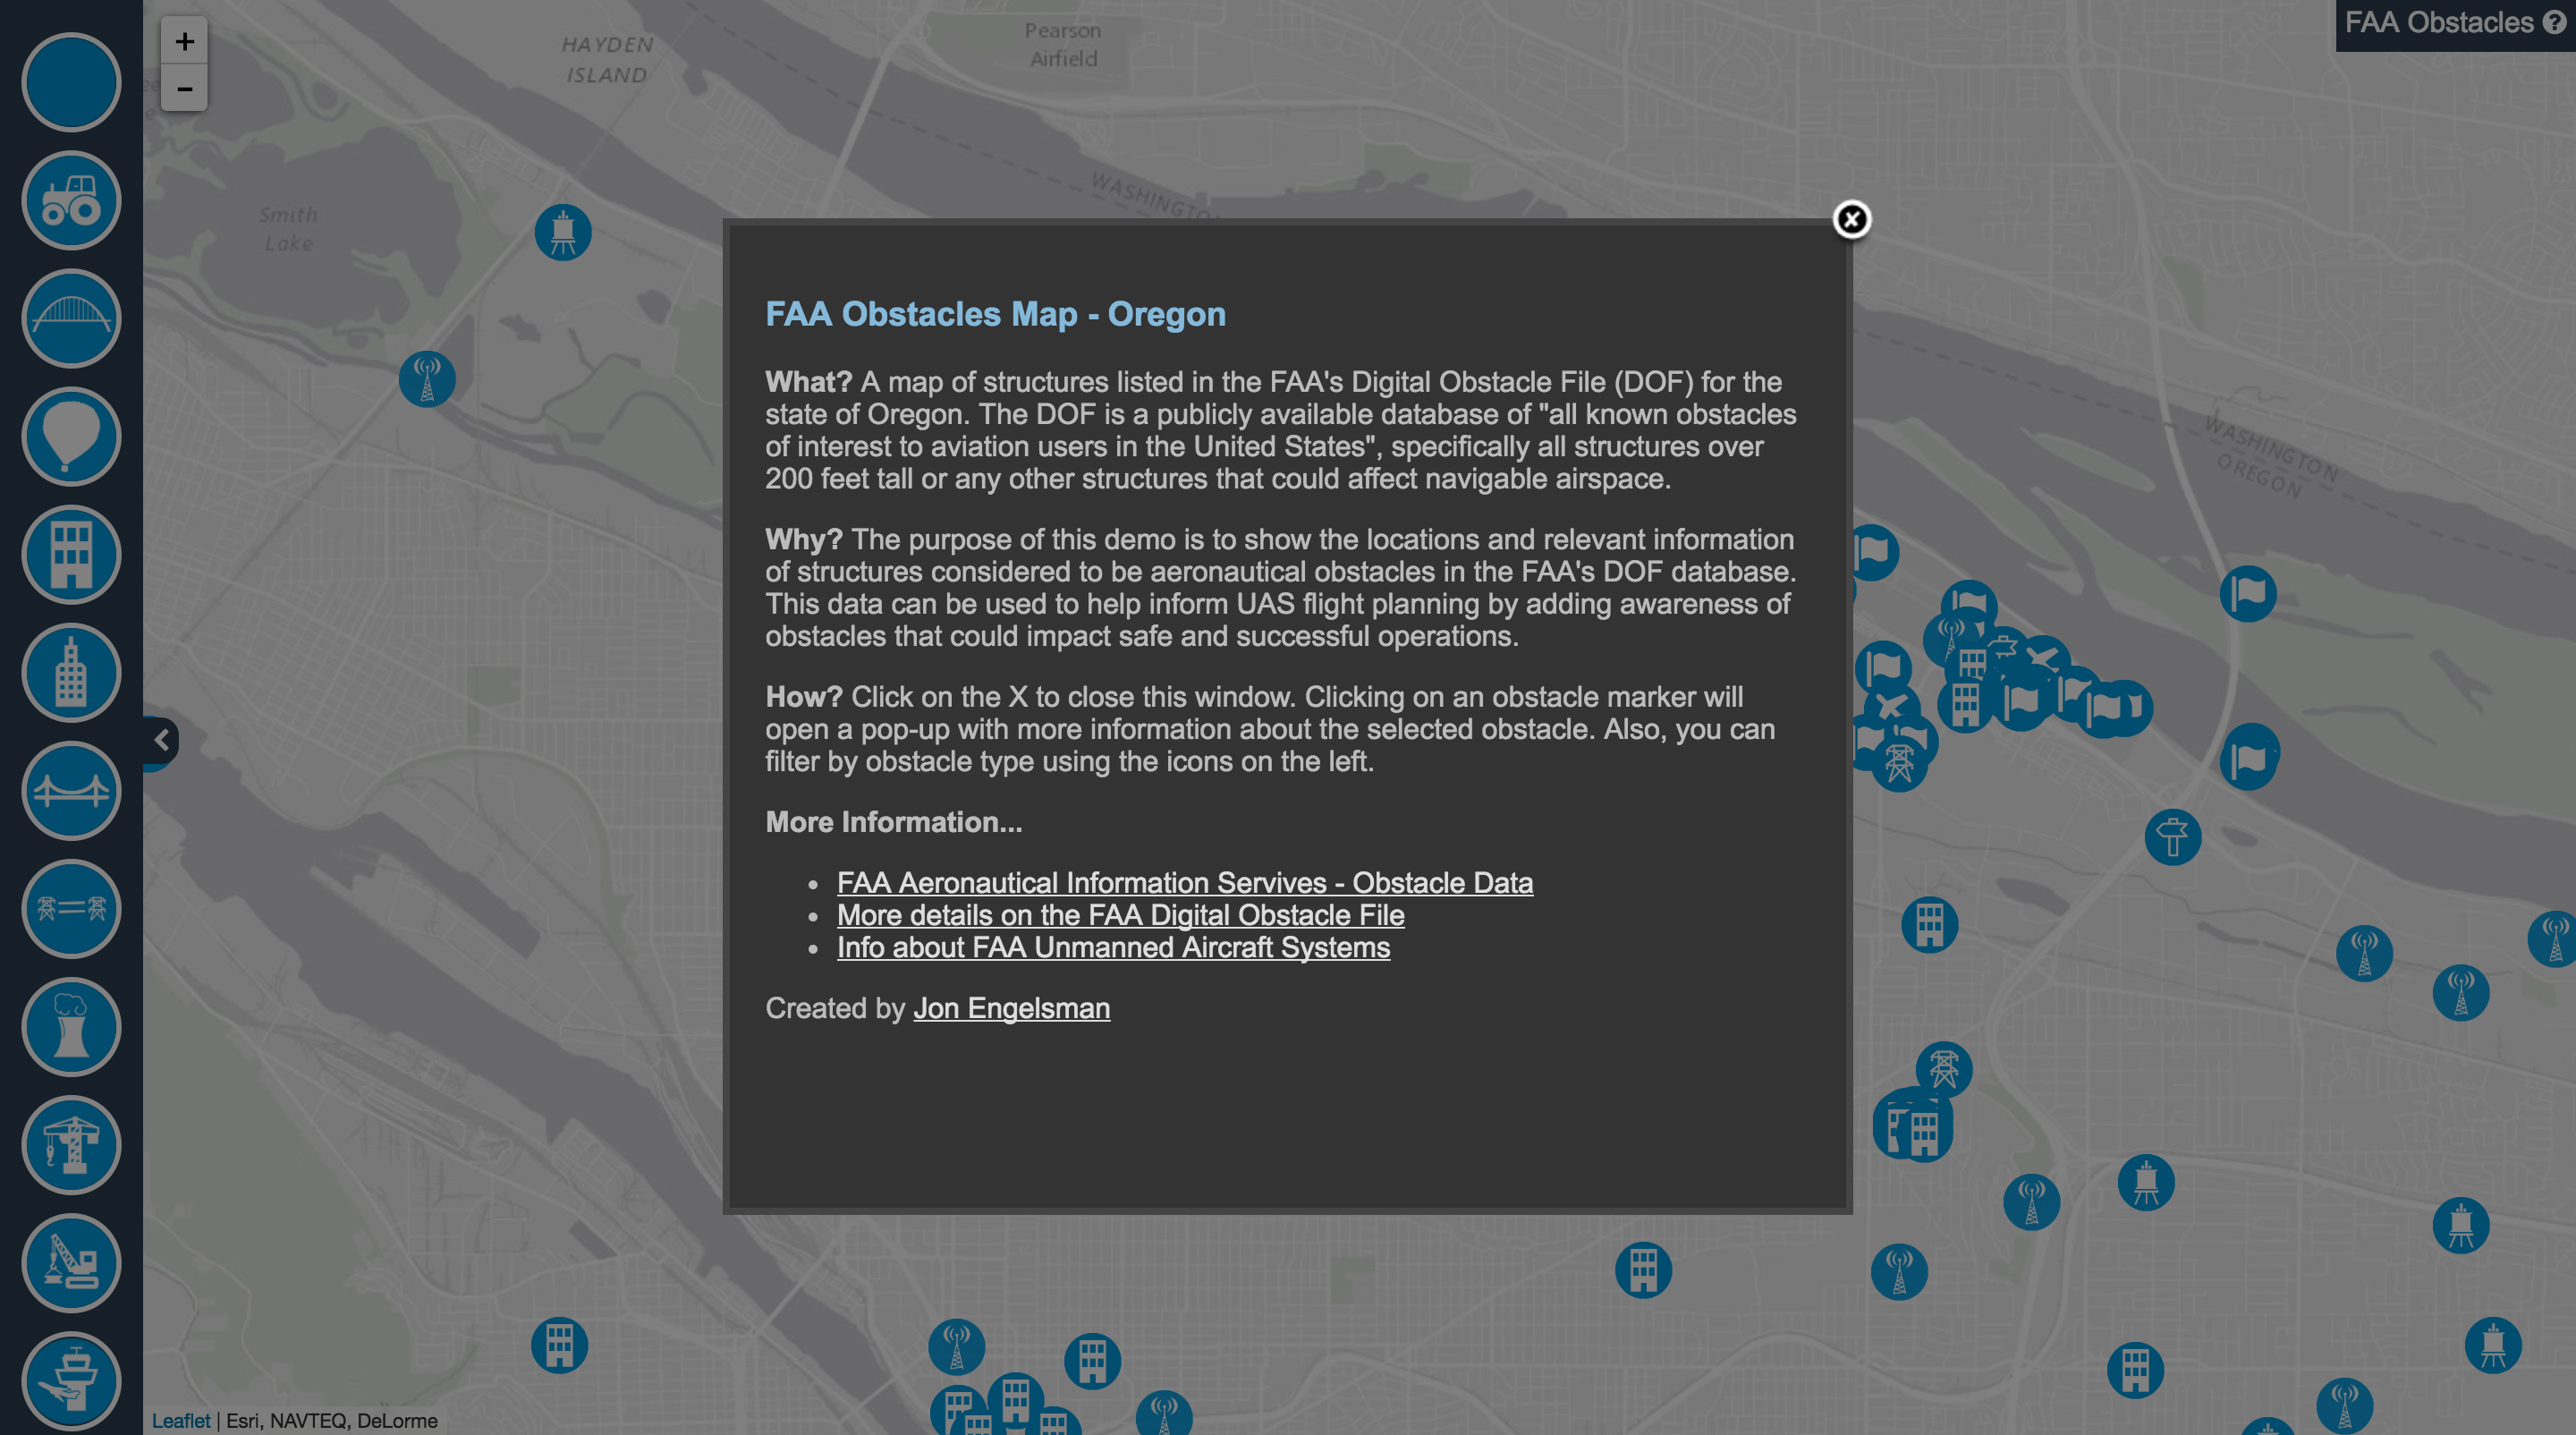 +
−
HAYDEN
ISLAND
Pearson
Airfield
FAA Obstacles ?
Smith
Lake
WASHINGTO
FAA Obstacles Map - Oregon
What? A map of structures listed in the FAA's Digital Obstacle File (DOF) for the
state of Oregon. The DOF is a publicly available database of "all known obstacles
of interest to aviation users in the United States", specifically all structures over
200 feet tall or any other structures that could affect navigable airspace.
WASHINGTON
OREGON
Why? The purpose of this demo is to show the locations and relevant information
of structures considered to be aeronautical obstacles in the FAA's DOF database.
This data can be used to help inform UAS flight planning by adding awareness of
obstacles that could impact safe and successful operations.
How? Click on the X to close this window. Clicking on an obstacle marker will
open a pop-up with more information about the selected obstacle. Also, you can
filter by obstacle type using the icons on the left.
More Information...
• FAA Aeronautical Information Servives - Obstacle Data
• More details on the FAA Digital Obstacle File
• Info about FAA Unmanned Aircraft Systems
Created by Jon Engelsman
Leaflet | Esri, NAVTEQ, DeLorme